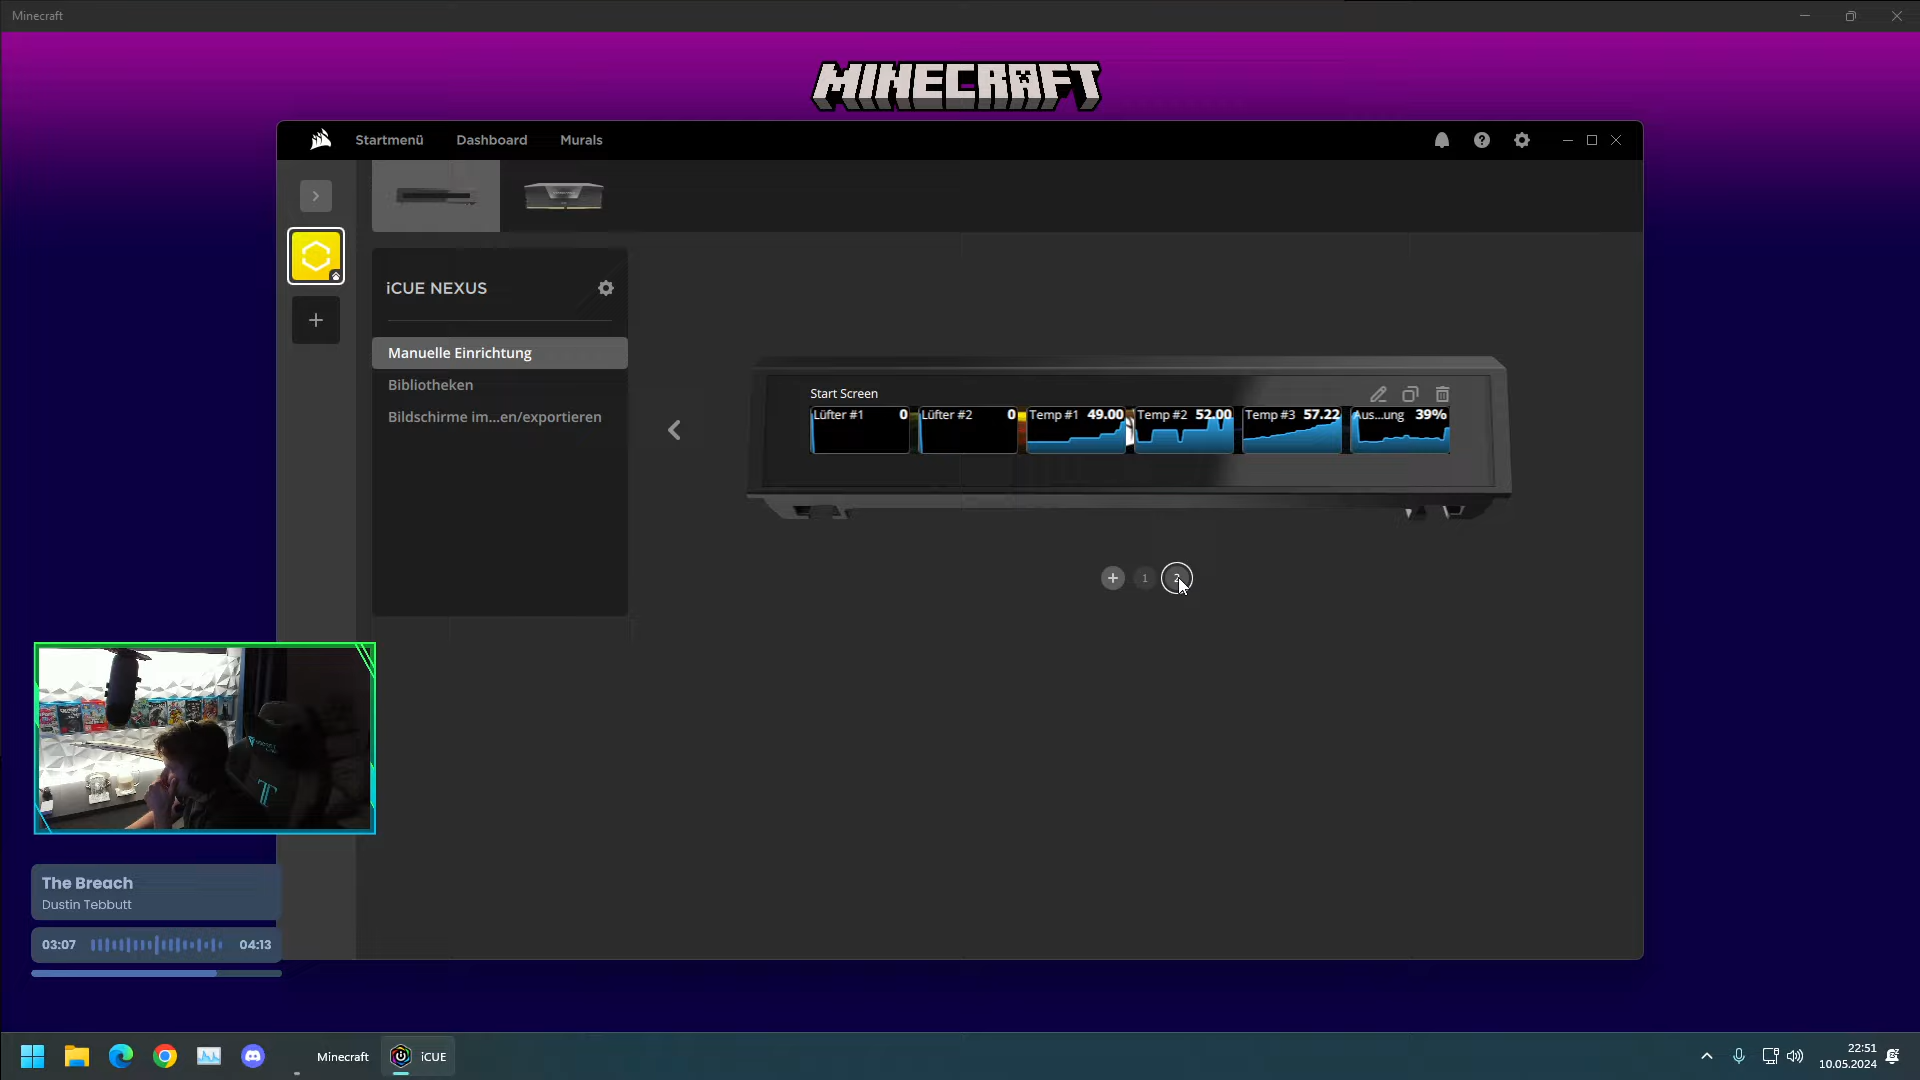 Minecraft
MINECRAFT
Startmenü
Dashboard
Murals
iCUE NEXUS
Manuelle Einrichtung
Bibliotheken
Bildschirme im...en/exportieren
Start Screen
Lüfter #1 0
Lüfter #2 0
Temp #1 49.00
Temp #2 52.00
Temp #3 57.22
Aus...ung 39%
1
2
The Breach
Dustin Tebbutt
03:07
04:13
Minecraft
iCUE
22:51
10.05.2024